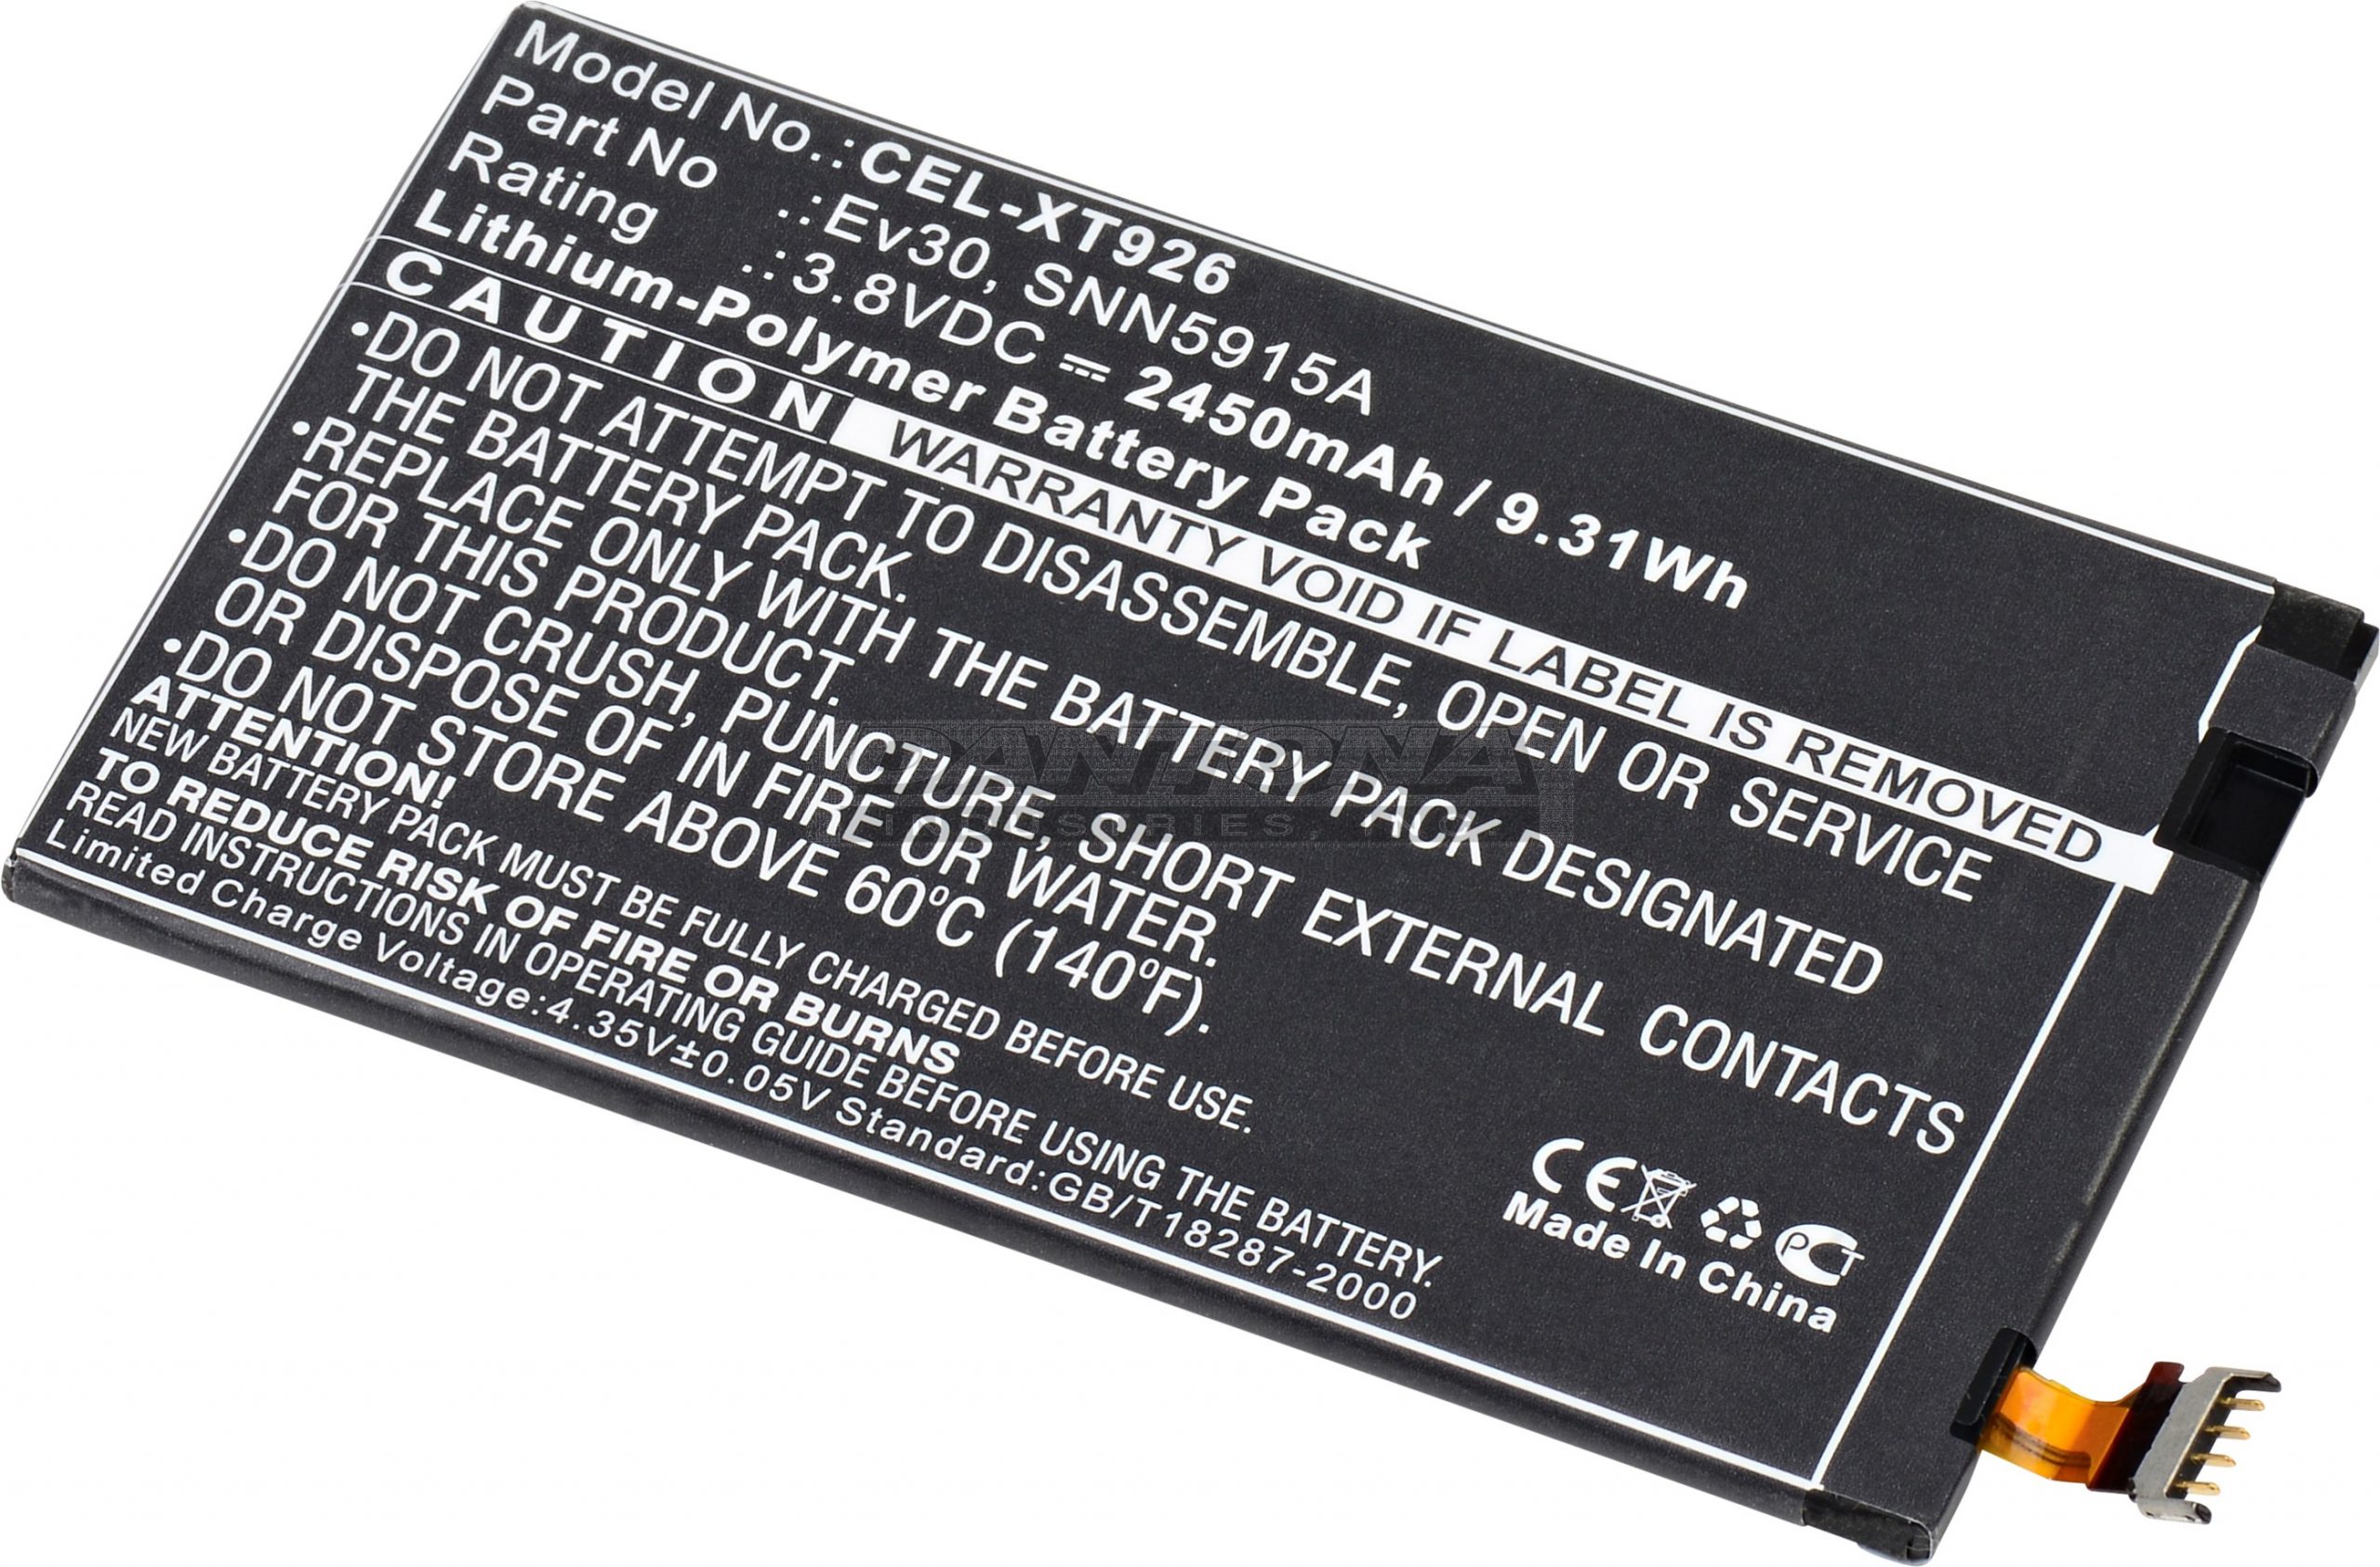 Model No.:CEL-XT926
Part No .:Ev30, SNN5915A
Rating .:3.8VDC ⎓ 2450mAh / 9.31Wh
Lithium-Polymer Battery Pack
CAUTION WARRANTY VOID IF LABEL IS REMOVED
•DO NOT ATTEMPT TO DISASSEMBLE, OPEN OR SERVICE
THE BATTERY PACK.
•REPLACE ONLY WITH THE BATTERY PACK DESIGNATED
FOR THIS PRODUCT.
•DO NOT CRUSH, PUNCTURE, SHORT EXTERNAL CONTACTS
OR DISPOSE OF IN FIRE OR WATER.
•DO NOT STORE ABOVE 60°C (140°F).
ATTENTION!
NEW BATTERY PACK MUST BE FULLY CHARGED BEFORE USE.
TO REDUCE RISK OF FIRE OR BURNS
READ INSTRUCTIONS IN OPERATING GUIDE BEFORE USING THE BATTERY.
Limited Charge Voltage:4.35V±0.05V Standard:GB/T18287-2000
CE PCT
Made In China
DANTONA
INDUSTRIES, INC.